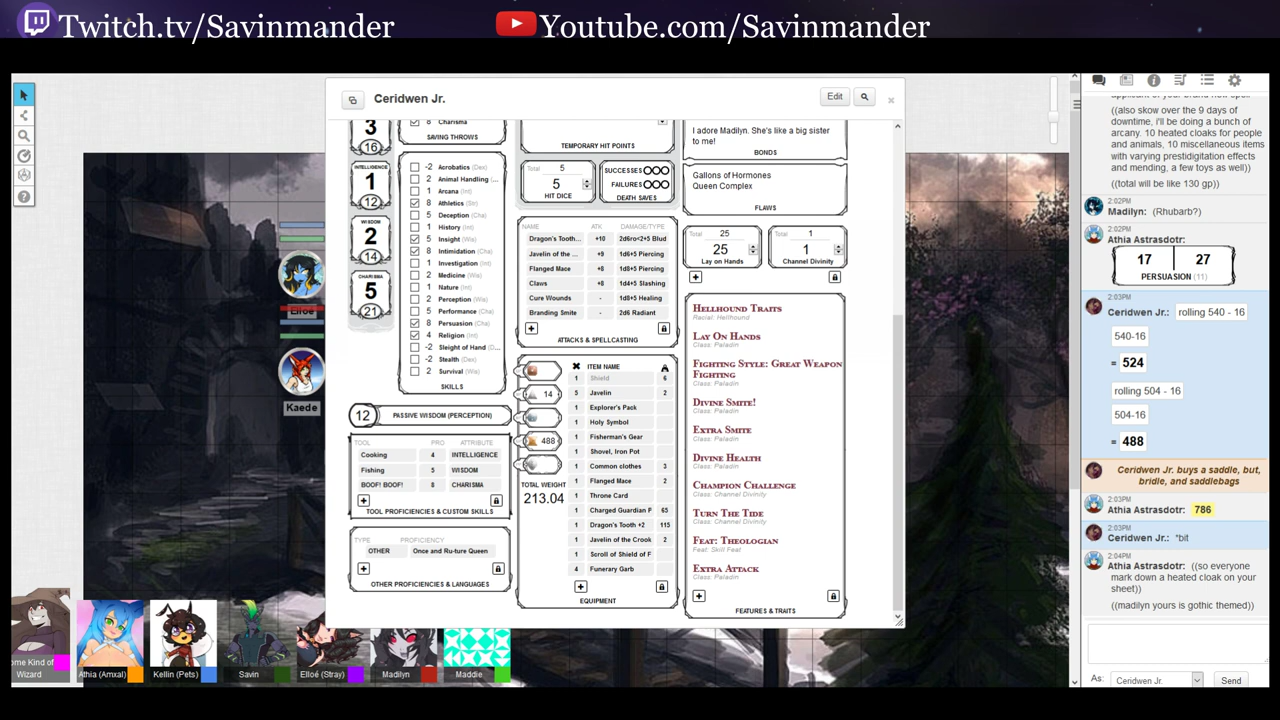 Twitch.tv/Savinmander
Youtube.com/Savinmander
Ceridwen Jr.
Edit
3
16
INTELLIGENCE
1
12
WISDOM
2
14
CHARISMA
5
21
8 Charisma
SAVING THROWS
-2 Acrobatics (Dex)
2 Animal Handling (...
1 Arcana (Int)
8 Athletics (Str)
5 Deception (Cha)
1 History (Int)
5 Insight (Wis)
8 Intimidation (Cha)
1 Investigation (Int)
2 Medicine (Wis)
1 Nature (Int)
2 Perception (Wis)
5 Performance (Cha)
8 Persuasion (Cha)
4 Religion (Int)
-2 Sleight of Hand (D...
-2 Stealth (Dex)
2 Survival (Wis)
SKILLS
12 PASSIVE WISDOM (PERCEPTION)
TOOL PRO ATTRIBUTE
Cooking 4 INTELLIGENCE
Fishing 5 WISDOM
BOOF! BOOF! 8 CHARISMA
TOOL PROFICIENCIES & CUSTOM SKILLS
TYPE PROFICIENCY
OTHER Once and Ru-ture Queen
OTHER PROFICIENCIES & LANGUAGES
TEMPORARY HIT POINTS
Total 5
5
HIT DICE
SUCCESSES
FAILURES
DEATH SAVES
NAME ATK DAMAGE/TYPE
Dragon's Tooth... +10 2d6ro<2+5 Blud
Javelin of the ... +9 1d6+5 Piercing
Flanged Mace +8 1d8+5 Piercing
Claws +8 1d4+5 Slashing
Cure Wounds - 1d8+5 Healing
Branding Smite - 2d6 Radiant
ATTACKS & SPELLCASTING
14
488
TOTAL WEIGHT
213.04
ITEM NAME
1 Shield 6
5 Javelin 2
1 Explorer's Pack
1 Holy Symbol
1 Fisherman's Gear
1 Shovel, Iron Pot
1 Common clothes 3
1 Flanged Mace 2
1 Throne Card
1 Charged Guardian P 65
1 Dragon's Tooth +2 115
1 Javelin of the Crook 2
1 Scroll of Shield of F
4 Funerary Garb
EQUIPMENT
I adore Madilyn. She's like a big sister
to me!
BONDS
Gallons of Hormones
Queen Complex
FLAWS
Total 25
25
Lay on Hands
Total 1
1
Channel Divinity
HELLHOUND TRAITS
Racial: Hellhound
LAY ON HANDS
Class: Paladin
FIGHTING STYLE: GREAT WEAPON
FIGHTING
Class: Paladin
DIVINE SMITE!
Class: Paladin
EXTRA SMITE
Class: Paladin
DIVINE HEALTH
Class: Paladin
CHAMPION CHALLENGE
Class: Channel Divinity
TURN THE TIDE
Class: Channel Divinity
FEAT: THEOLOGIAN
Feat: Skill Feat
EXTRA ATTACK
Class: Paladin
FEATURES & TRAITS
Elloé
Kaede
ome Kind of
Wizard
Athia (Amxal)
Kellin (Pets)
Savin
Elloé (Stray)
Madilyn
Maddie
((also skow over the 9 days of
downtime, i'll be doing a bunch of
arcany. 10 heated cloaks for people
and animals, 10 miscellaneous items
with varying prestidigitation effects
and mending, a few toys as well))
((total will be like 130 gp))
2:02PM
Madilyn: (Rhubarb?)
2:02PM
Athia Astrasdotr:
17 27
PERSUASION (11)
2:03PM
Ceridwen Jr.: rolling 540 - 16
540-16
= 524
rolling 504 - 16
504-16
= 488
Ceridwen Jr. buys a saddle, but,
bridle, and saddlebags
2:03PM
Athia Astrasdotr: 786
2:03PM
Ceridwen Jr.: *bit
2:04PM
Athia Astrasdotr: ((so everyone
mark down a heated cloak on your
sheet))
((madilyn yours is gothic themed))
As: Ceridwen Jr. Send